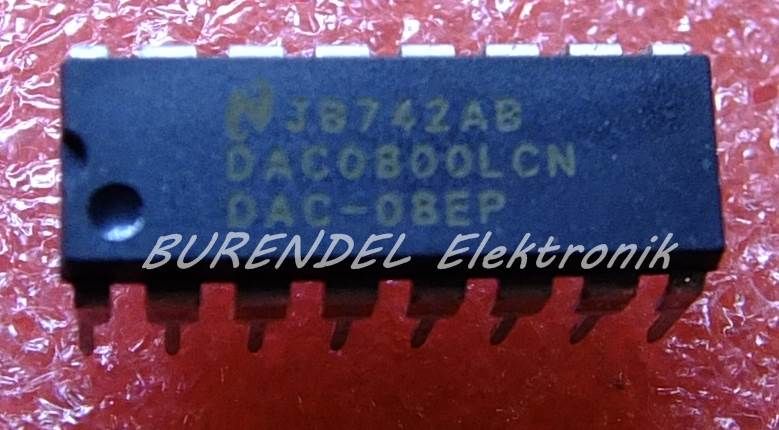 JB742AB
DAC0800LCN
DAC-08EP
BURENDEL Elektronik